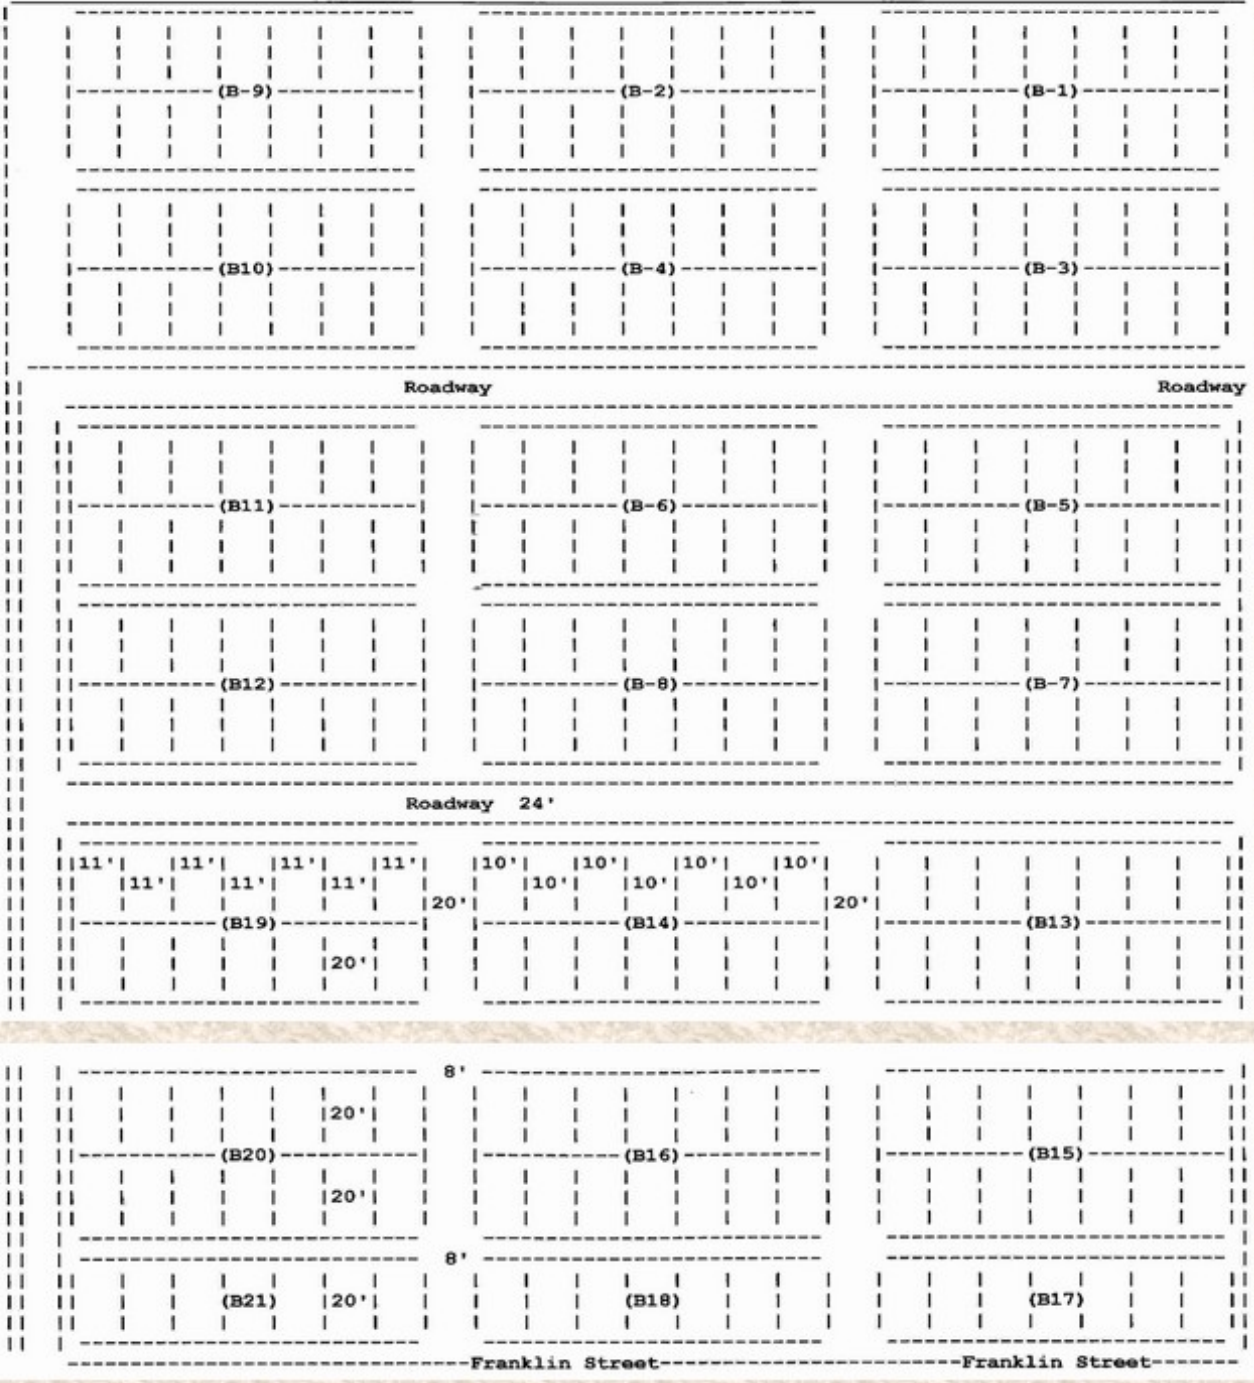 (B-9) (B-2) (B-1)
(B10) (B-4) (B-3)
Roadway Roadway
(B11) (B-6) (B-5)
(B12) (B-8) (B-7)
Roadway 24'
11' 11' 11' 11' 10' 10' 10' 10'
11' 11' 11' 10' 10' 10'
20' 20'
(B19) (B14) (B13)
20'
8'
20'
(B20) (B16) (B15)
20'
8'
(B21) 20' (B18) (B17)
Franklin Street Franklin Street